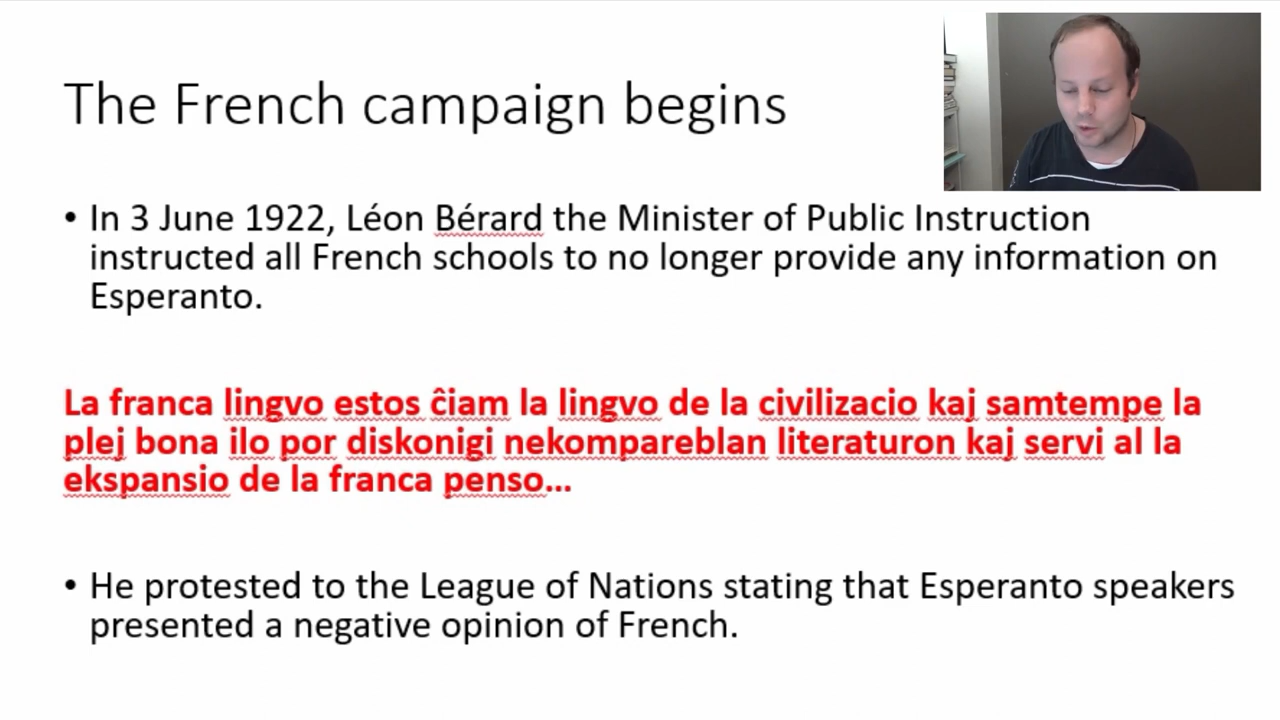 The French campaign begins
• In 3 June 1922, Léon Bérard the Minister of Public Instruction
instructed all French schools to no longer provide any information on
Esperanto.
La franca lingvo estos ĉiam la lingvo de la civilizacio kaj samtempe la
plej bona ilo por diskonigi nekompareblan literaturon kaj servi al la
ekspansio de la franca penso...
• He protested to the League of Nations stating that Esperanto speakers
presented a negative opinion of French.